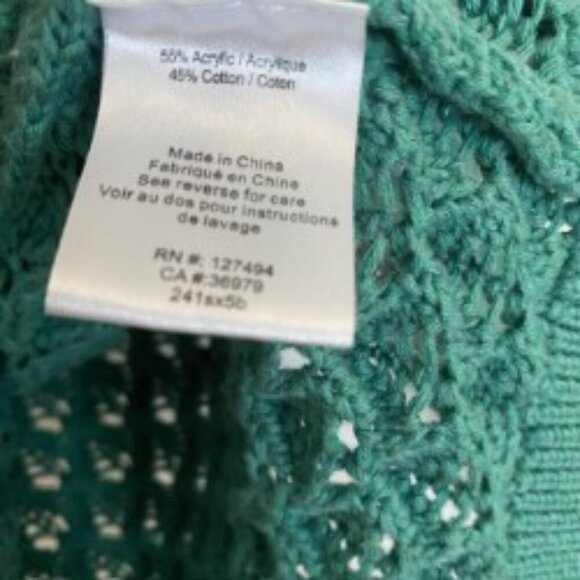 55% Acrylic / Acrylique
45% Cotton / Coton
Made in China
Fabriqué en Chine
See reverse for care
Voir au dos pour instructions
de lavage
RN #: 127494
CA #:36979
241sx5b